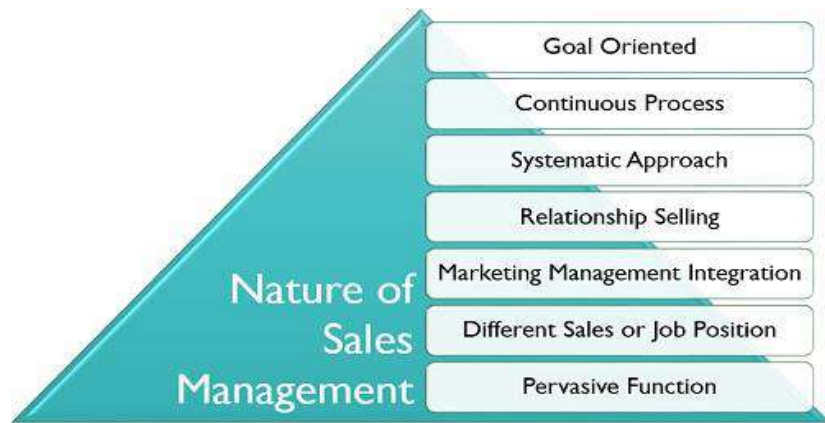 Goal Oriented
Continuous Process
Systematic Approach
Relationship Selling
Marketing Management Integration
Different Sales or Job Position
Pervasive Function
Nature of
Sales
Management